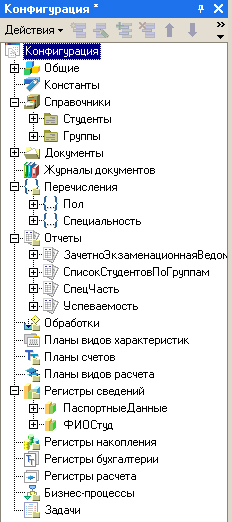 Конфигурация *
Действия
Конфигурация
Общие
Константы
Справочники
Студенты
Группы
Документы
Журналы документов
Перечисления
Пол
Специальность
Отчеты
ЗачетноЭкзаменационнаяВедом
СписокСтудентовПоГруппам
СпецЧасть
Успеваемость
Обработки
Планы видов характеристик
Планы счетов
Планы видов расчета
Регистры сведений
ПаспортныеДанные
ФИОСтуд
Регистры накопления
Регистры бухгалтерии
Регистры расчета
Бизнес-процессы
Задачи